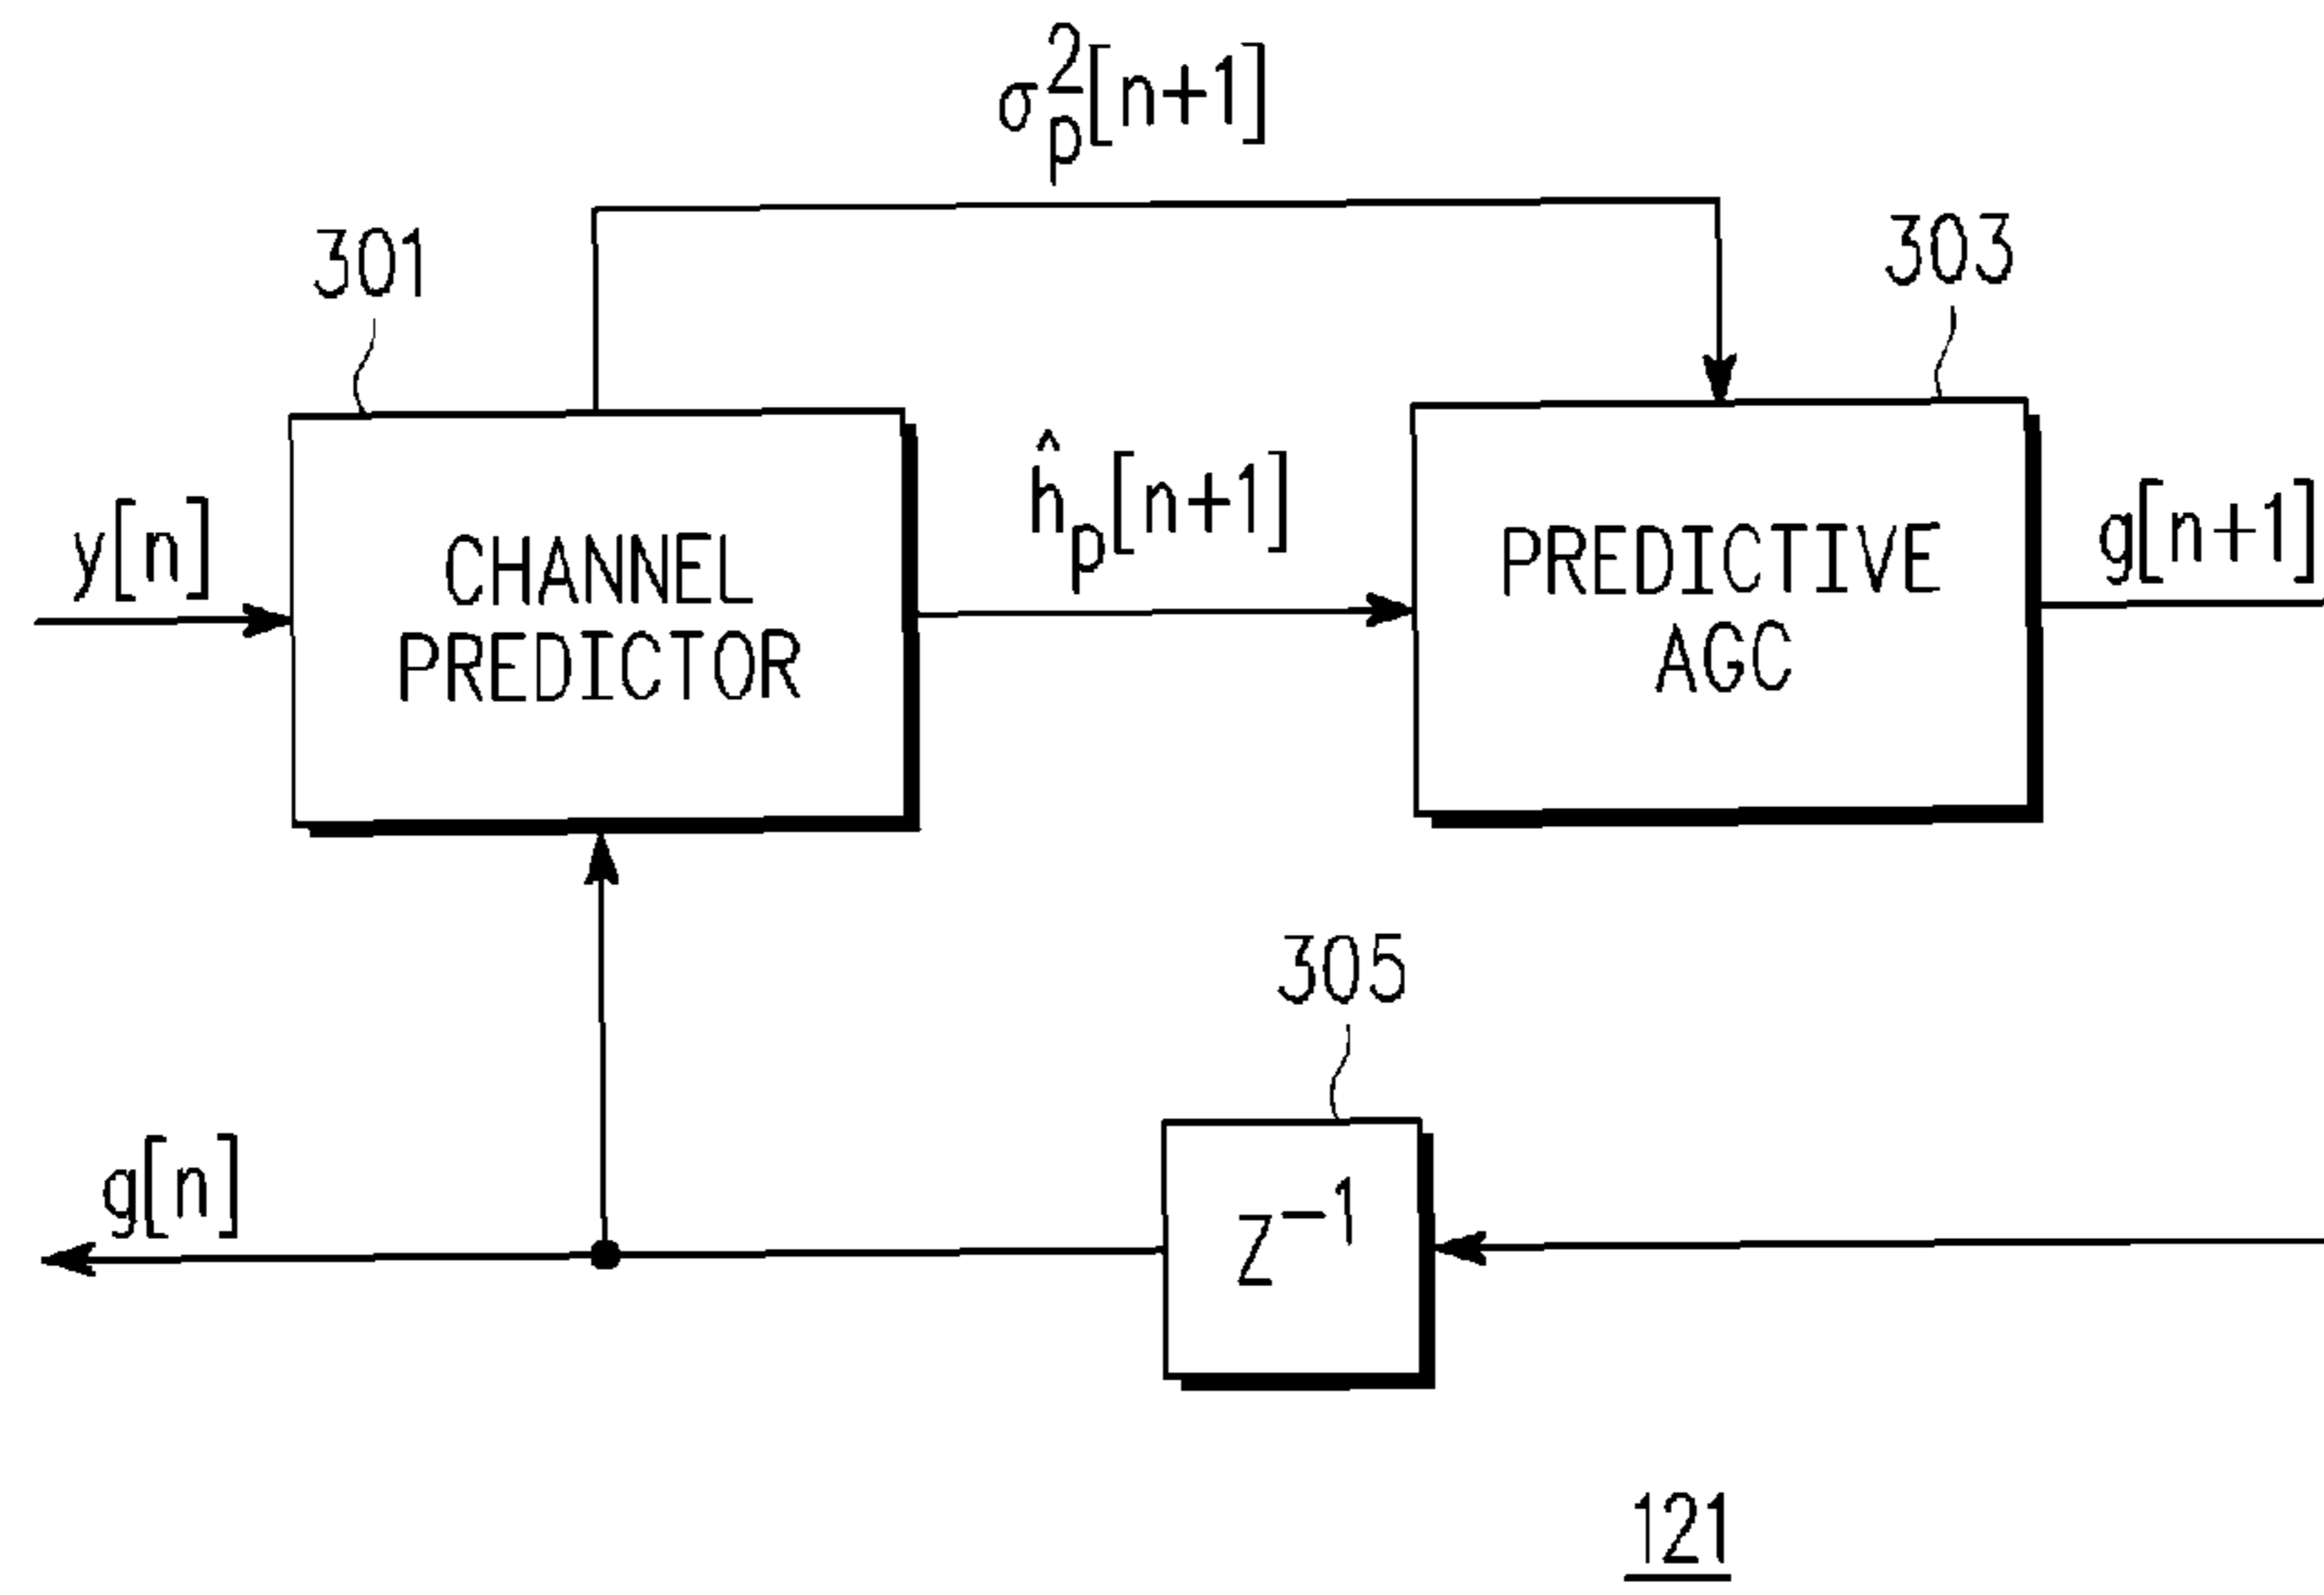 σ²ₚ[n+1]
301
303
y[n]
CHANNEL
PREDICTOR
ĥₚ[n+1]
PREDICTIVE
AGC
g[n+1]
305
g[n]
Z⁻¹
121